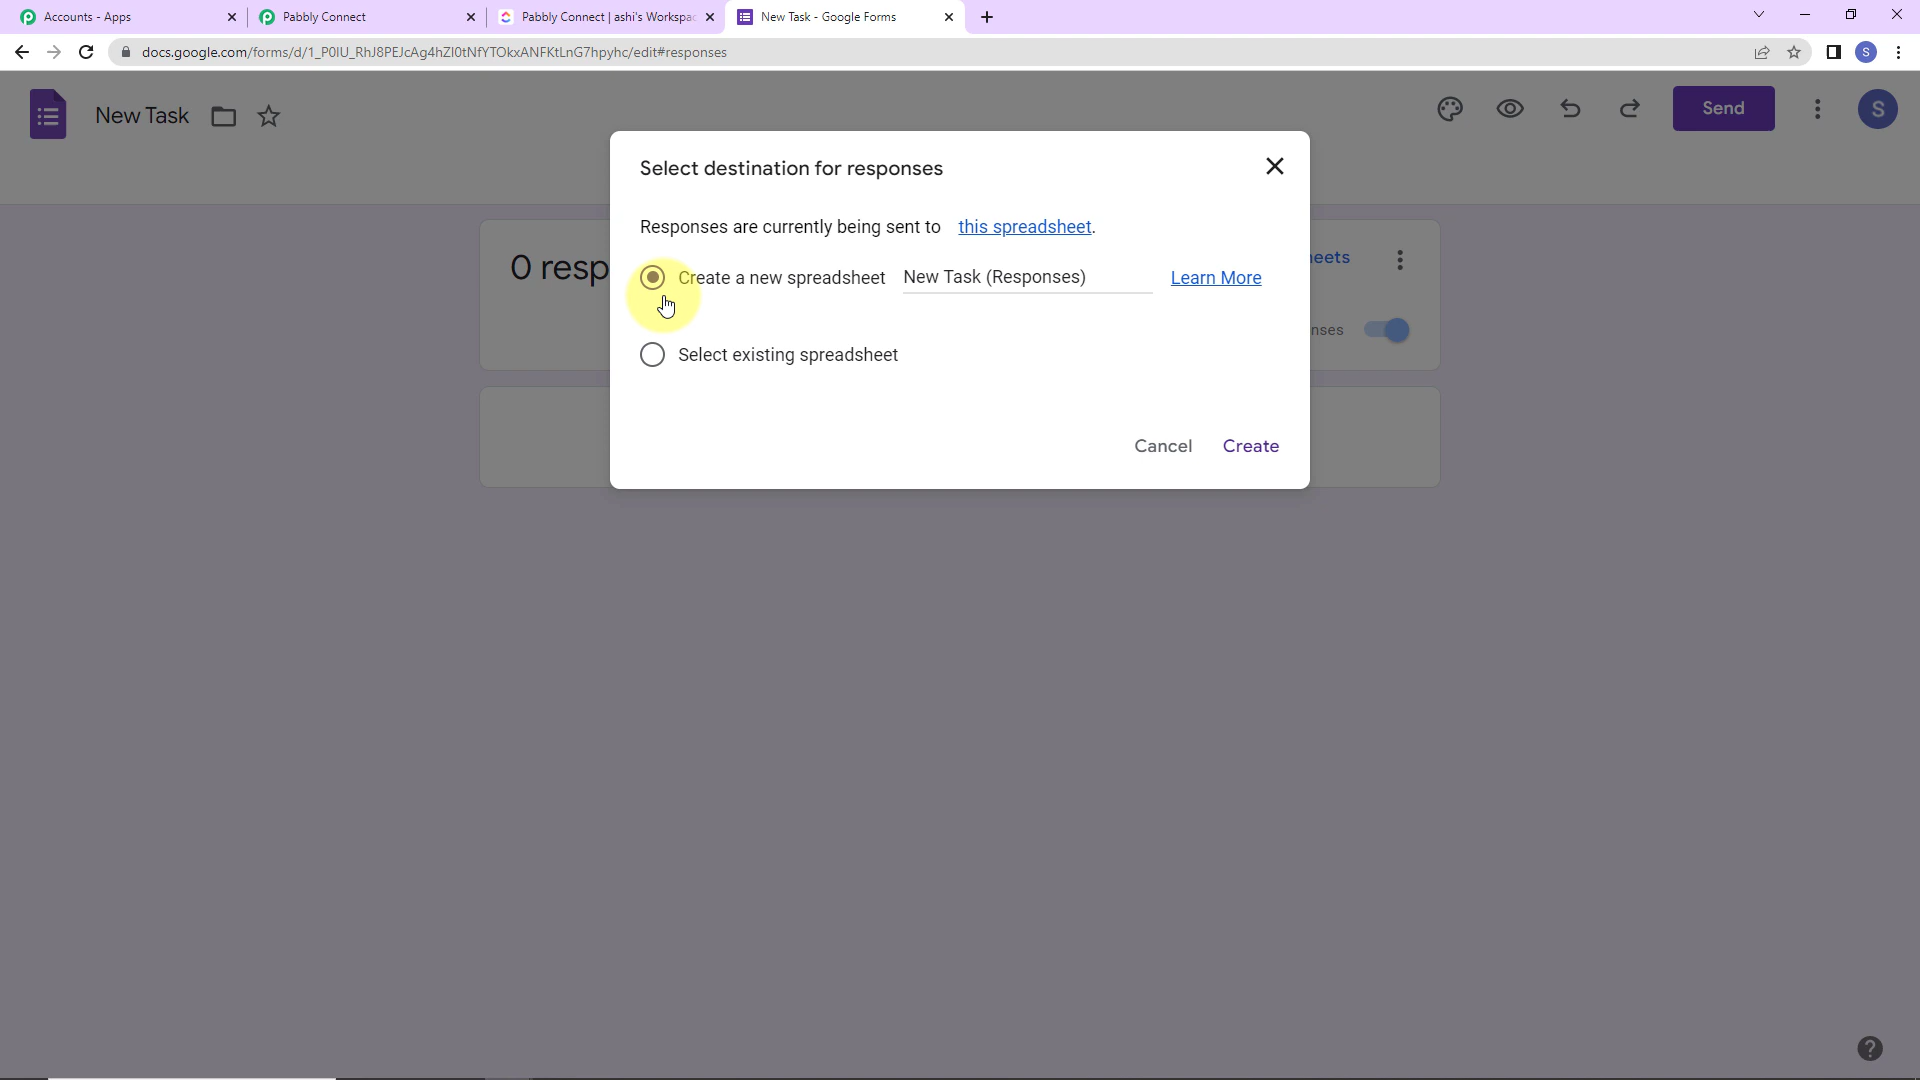 Accounts - Apps
Pabbly Connect
Pabbly Connect | ashi's Workspac
New Task - Google Forms
docs.google.com/forms/d/1_P0IU_RhJ8PEJcAg4hZI0tNfYTOkxANFKtLnG7hpyhc/edit#responses
S
New Task
Send
S
Select destination for responses
Responses are currently being sent to this spreadsheet.
0 resp
eets
Create a new spreadsheet New Task (Responses) Learn More
nses
Select existing spreadsheet
Cancel Create